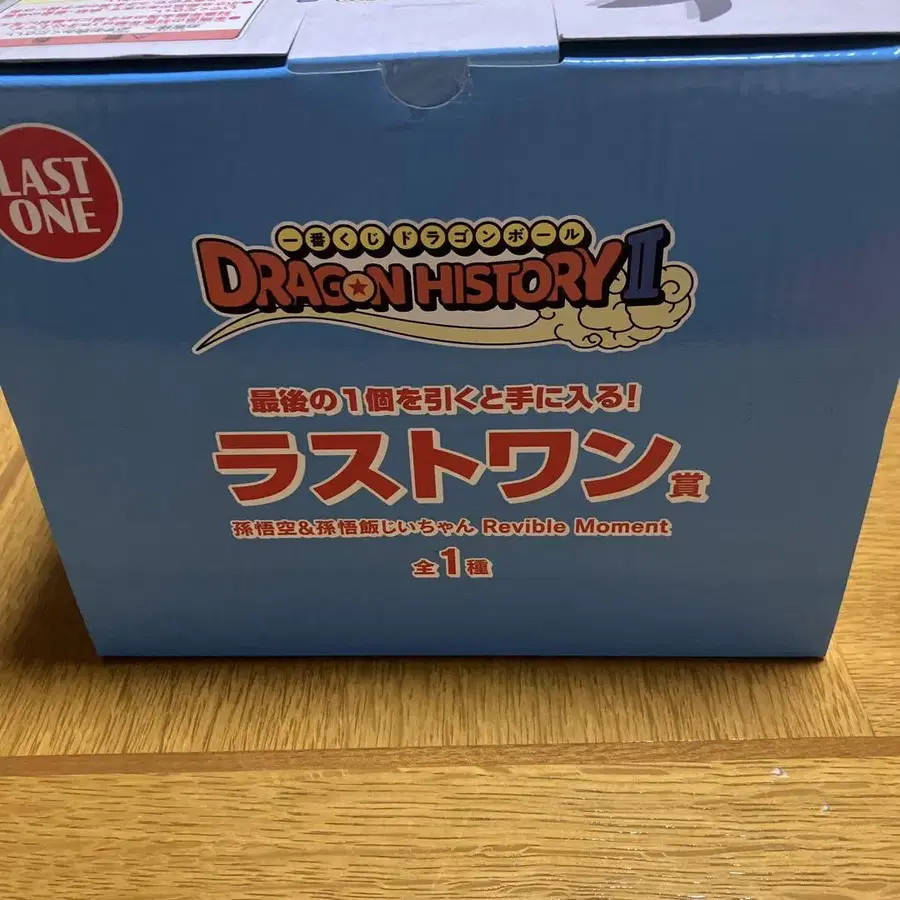 LAST
ONE
一番くじドラゴンボール
DRAGON HISTORY II
最後の1個を引くと手に入る!
ラストワン賞
孫悟空&孫悟飯じいちゃん Revible Moment
全1種